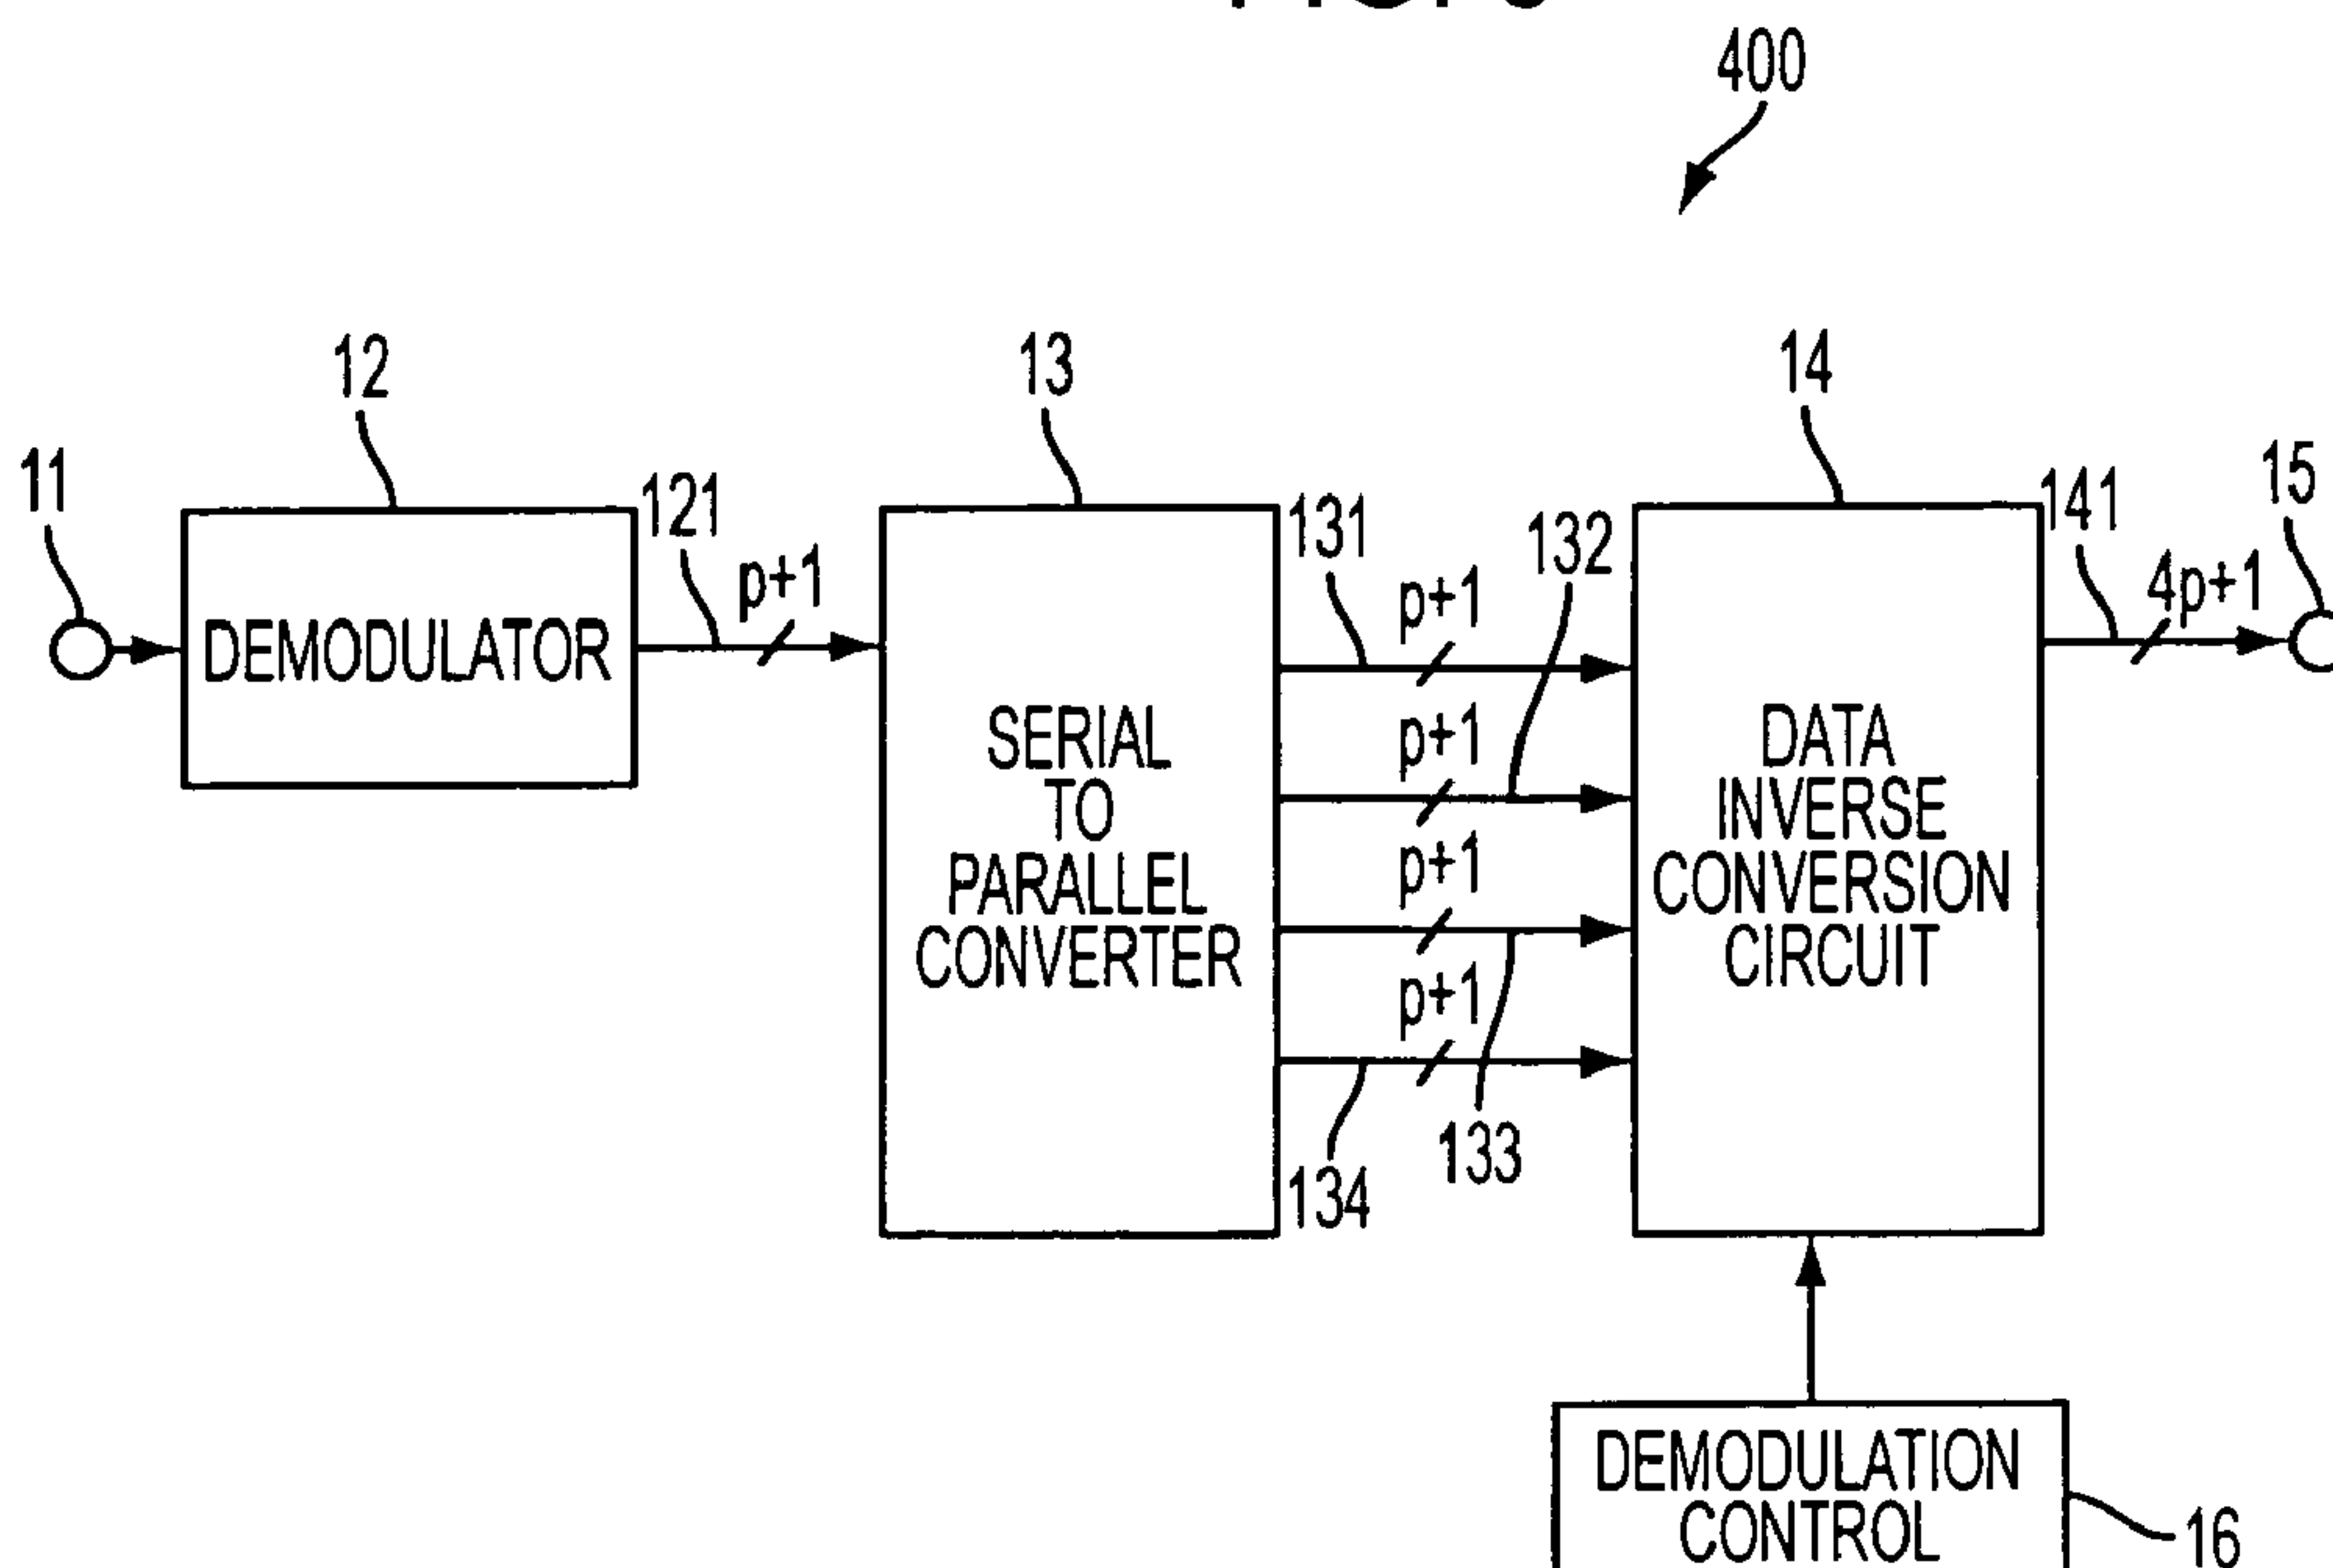 400
12
13
14
11
121
p+1
131
132
141
15
4p+1
DEMODULATOR
SERIAL
TO
PARALLEL
CONVERTER
p+1
p+1
p+1
p+1
DATA
INVERSE
CONVERSION
CIRCUIT
133
134
DEMODULATION
CONTROL
16